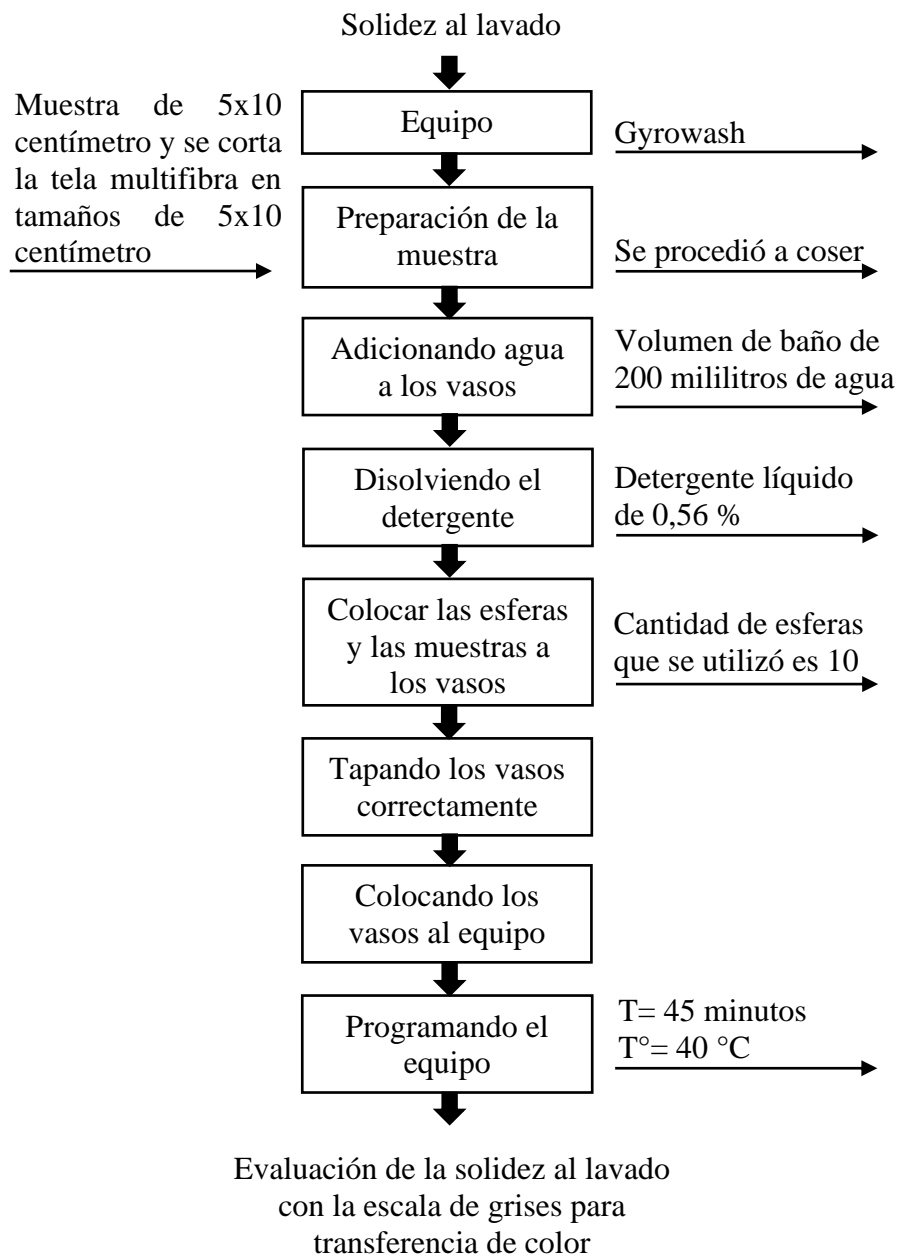 Solidez al lavado
Equipo
Gyrowash
Muestra de 5x10
centímetro y se corta
la tela multifibra en
tamaños de 5x10
centímetro
Preparación de la
muestra
Se procedió a coser
Adicionando agua
a los vasos
Volumen de baño de
200 mililitros de agua
Disolviendo el
detergente
Detergente líquido
de 0,56 %
Colocar las esferas
y las muestras a
los vasos
Cantidad de esferas
que se utilizó es 10
Tapando los vasos
correctamente
Colocando los
vasos al equipo
Programando el
equipo
T= 45 minutos
T°= 40 °C
Evaluación de la solidez al lavado
con la escala de grises para
transferencia de color